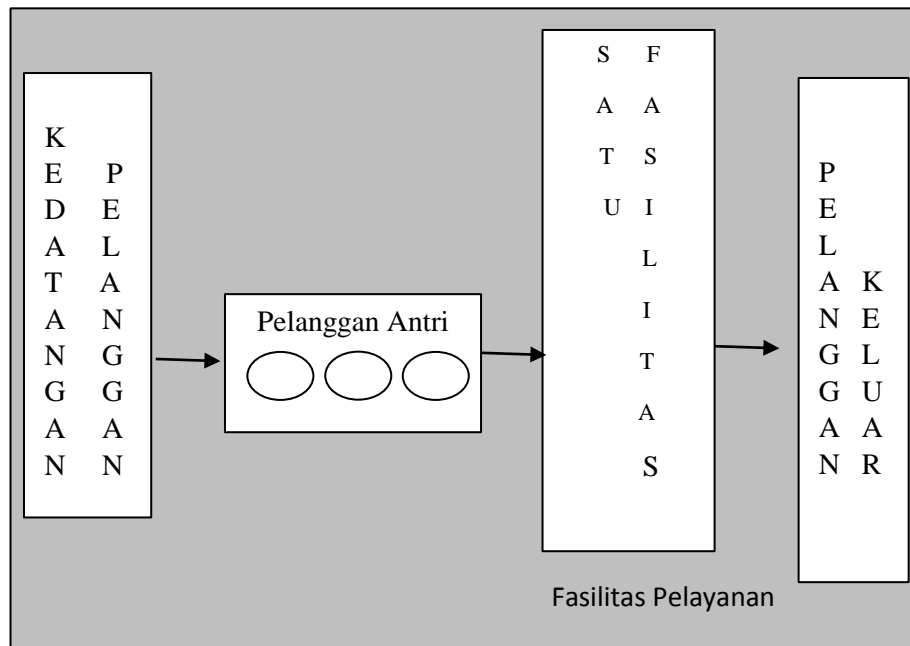 KEDATANGAN
PELANGGAN
Pelanggan Antri
SATU
FASILITAS
Fasilitas Pelayanan
PELANGGAN
KELUAR